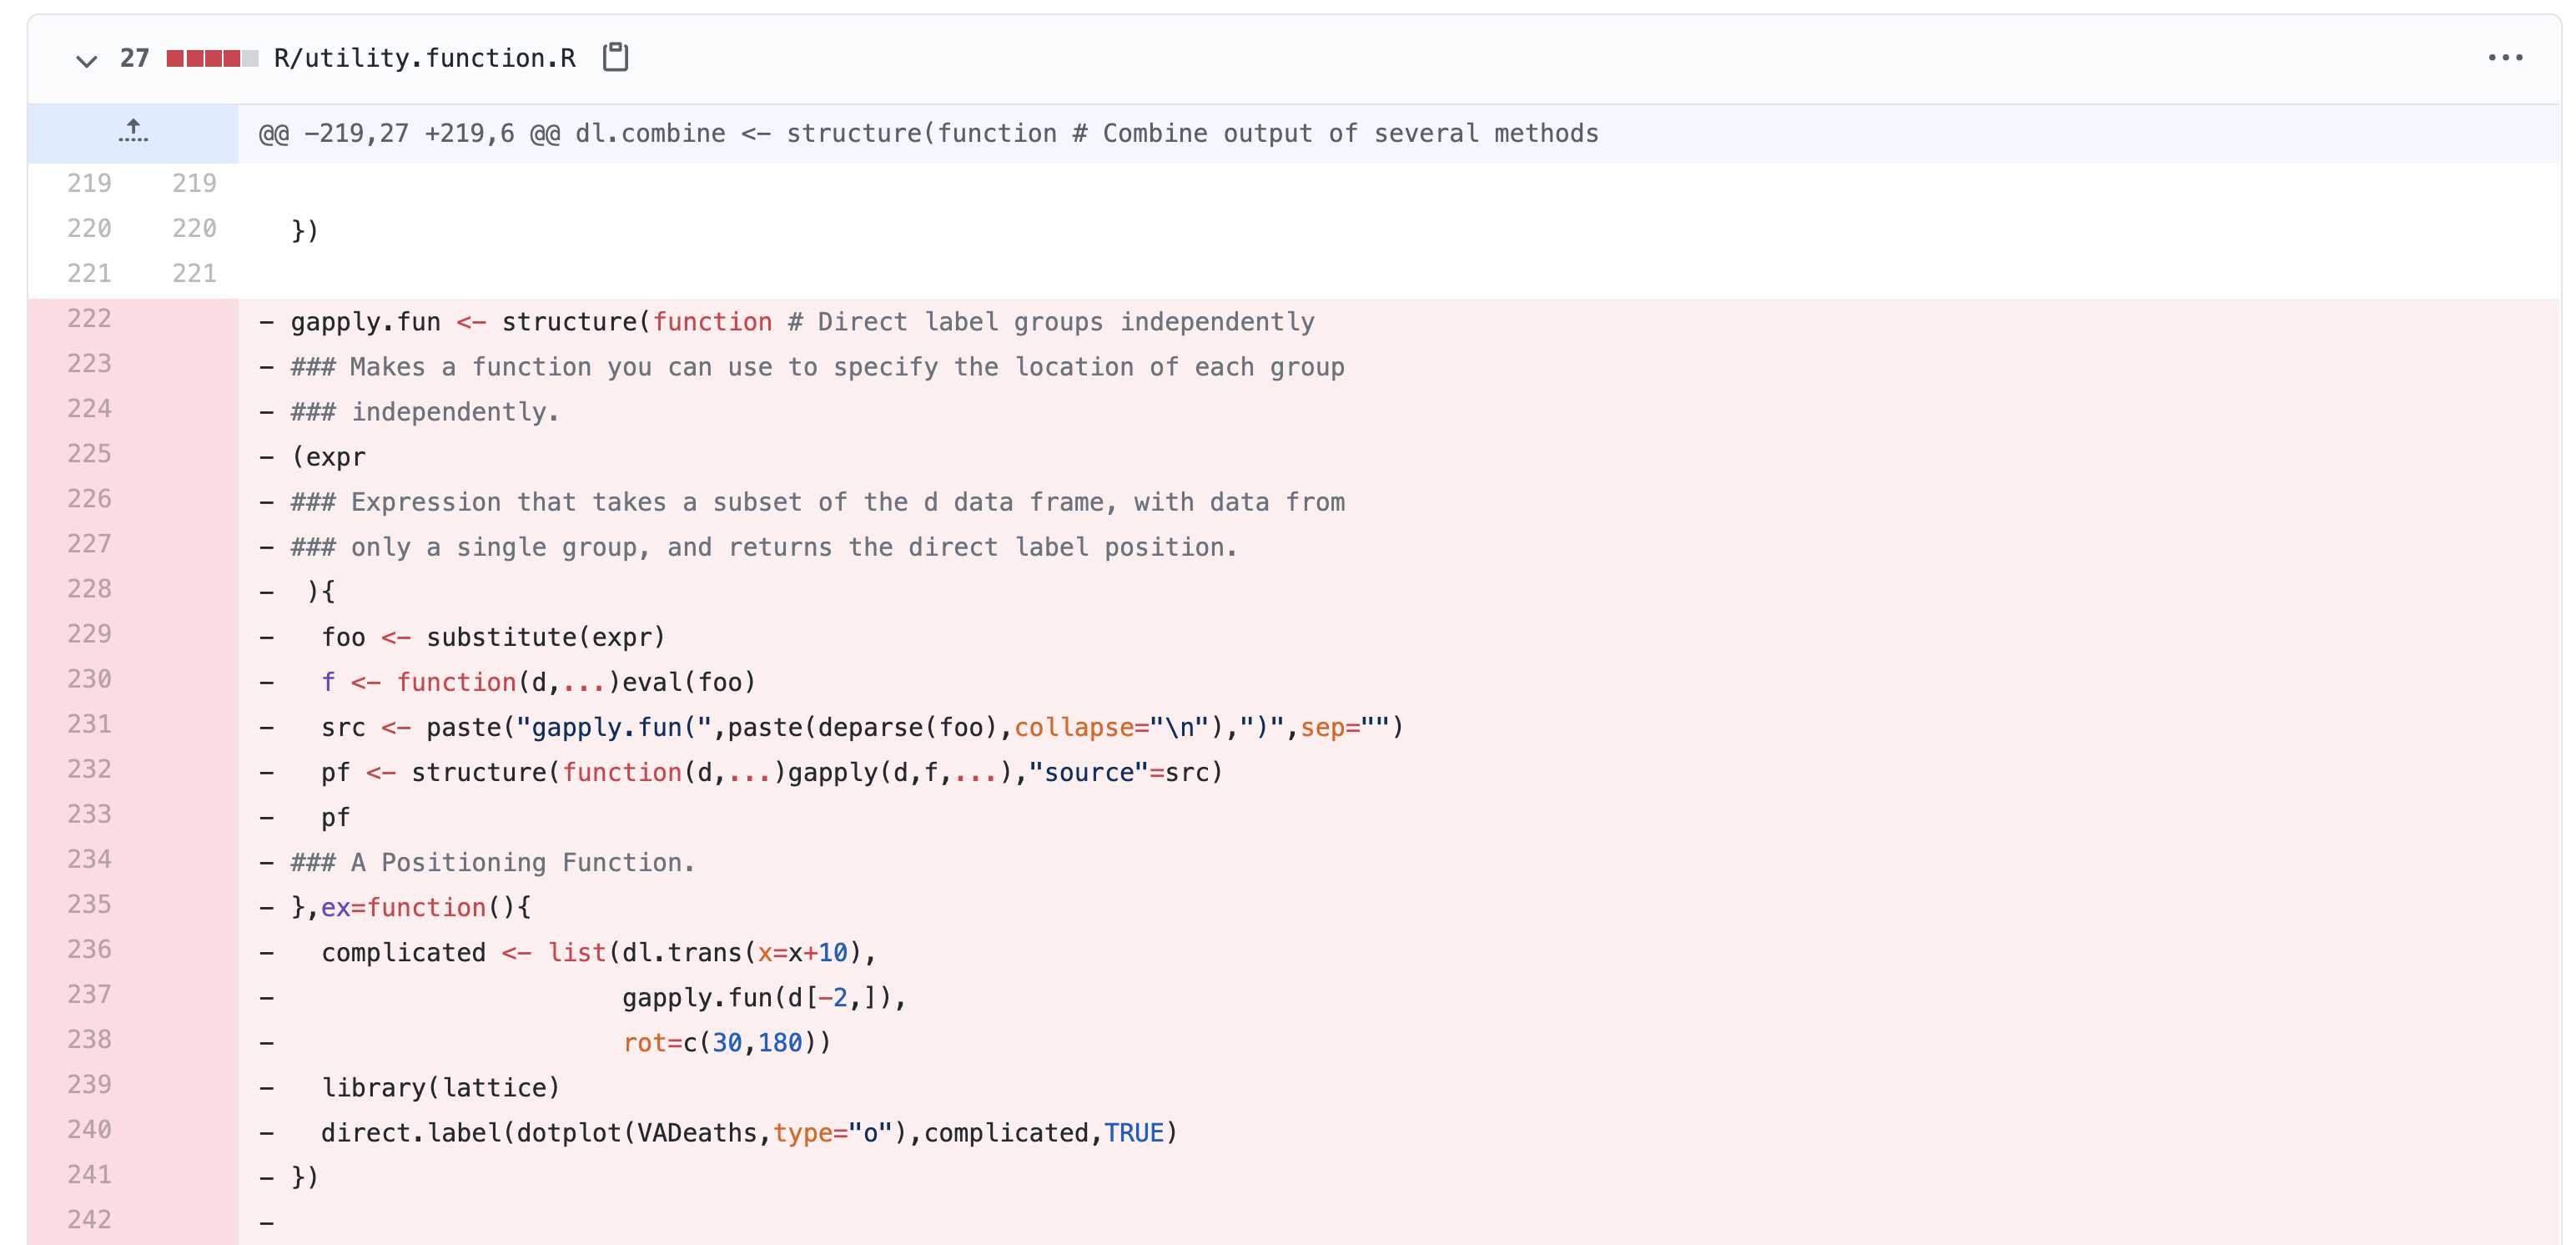 27 R/utility.function.R
@@ -219,27 +219,6 @@ dl.combine <- structure(function # Combine output of several methods
219 219
220 220 })
221 221
222 - gapply.fun <- structure(function # Direct label groups independently
223 - ### Makes a function you can use to specify the location of each group
224 - ### independently.
225 - (expr
226 - ### Expression that takes a subset of the d data frame, with data from
227 - ### only a single group, and returns the direct label position.
228 -  ){
229 -   foo <- substitute(expr)
230 -   f <- function(d,...)eval(foo)
231 -   src <- paste("gapply.fun(",paste(deparse(foo),collapse="\n"),")",sep="")
232 -   pf <- structure(function(d,...)gapply(d,f,...),"source"=src)
233 -   pf
234 - ### A Positioning Function.
235 - },ex=function(){
236 -   complicated <- list(dl.trans(x=x+10),
237 -                       gapply.fun(d[-2,]),
238 -                       rot=c(30,180))
239 -   library(lattice)
240 -   direct.label(dotplot(VADeaths,type="o"),complicated,TRUE)
241 - })
242 -